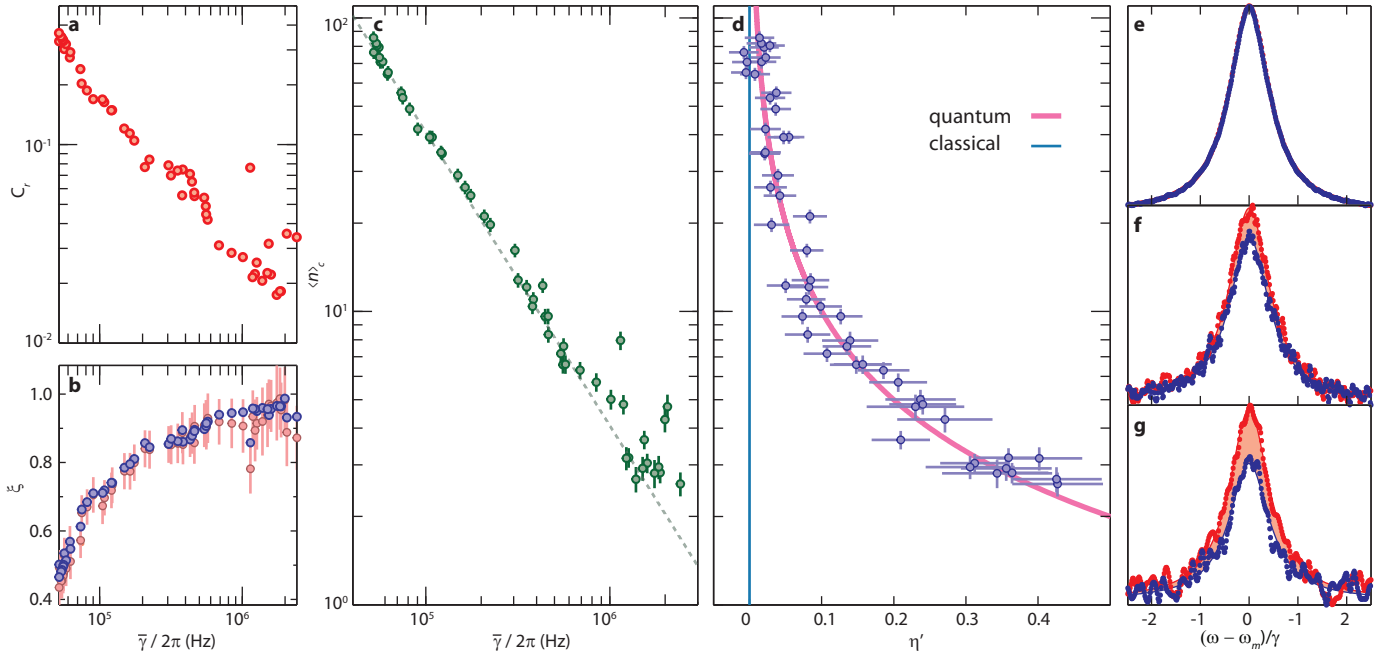 a
C_r
10^-1
10^-2
b
ξ
1.0
0.8
0.6
0.4
10^5
10^6
γ̄ / 2π (Hz)
c
⟨n⟩_c
10^2
10^1
10^0
10^5
10^6
γ̄ / 2π (Hz)
d
quantum
classical
0
0.1
0.2
0.3
0.4
η′
e
f
g
-2
-1
0
-1
2
(ω − ω_m)/γ